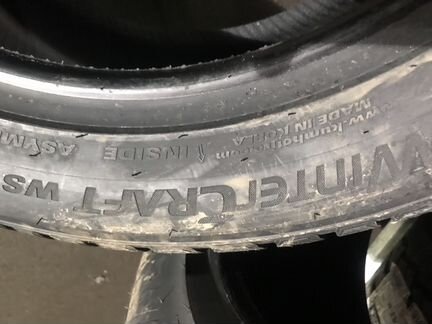 WINTERCRAFT WS
INSIDE
www.kumhotire.com
MADE IN KOREA